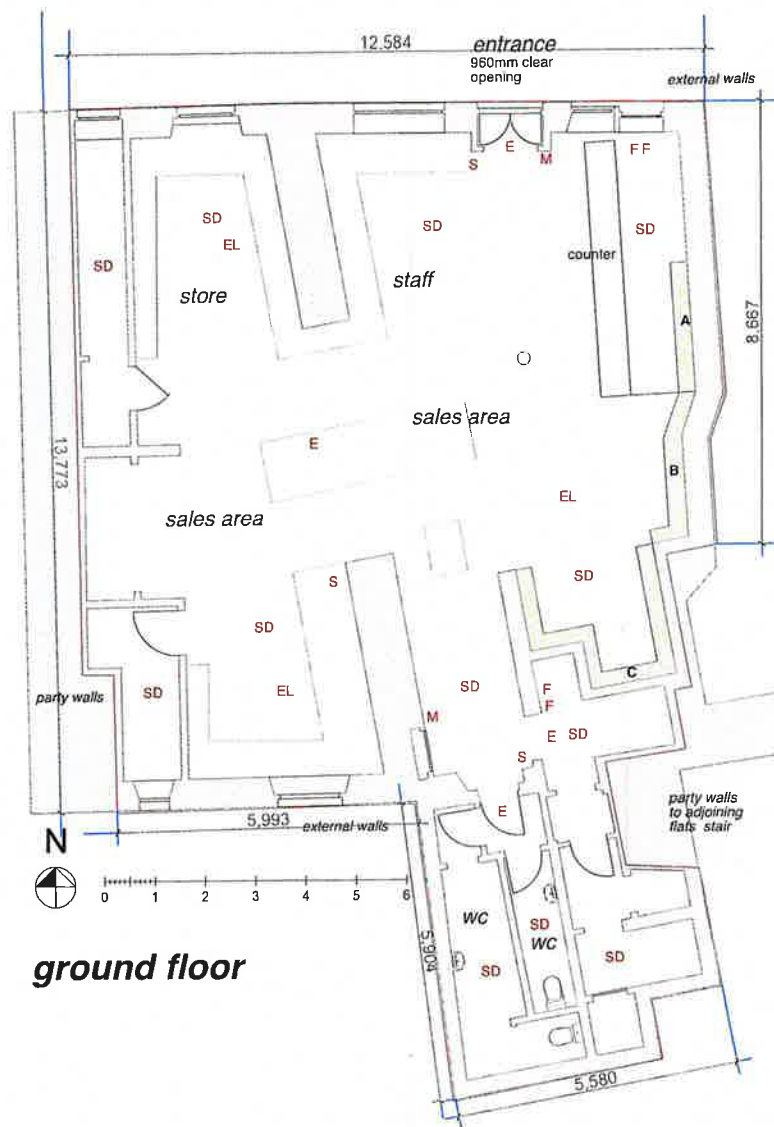 12.584
entrance
960mm clear
opening
external walls
S
E
M
F F
SD
EL
SD
SD
SD
counter
store
staff
A
8.667
sales area
13.773
E
B
sales area
EL
S
SD
SD
EL
SD
SD
C
party walls
M
F
F
E
SD
S
E
party walls
to adjoining
flats stair
5.993
external walls
N
0 1 2 3 4 5 6
WC
SD
WC
SD
SD
5.904
ground floor
5.580